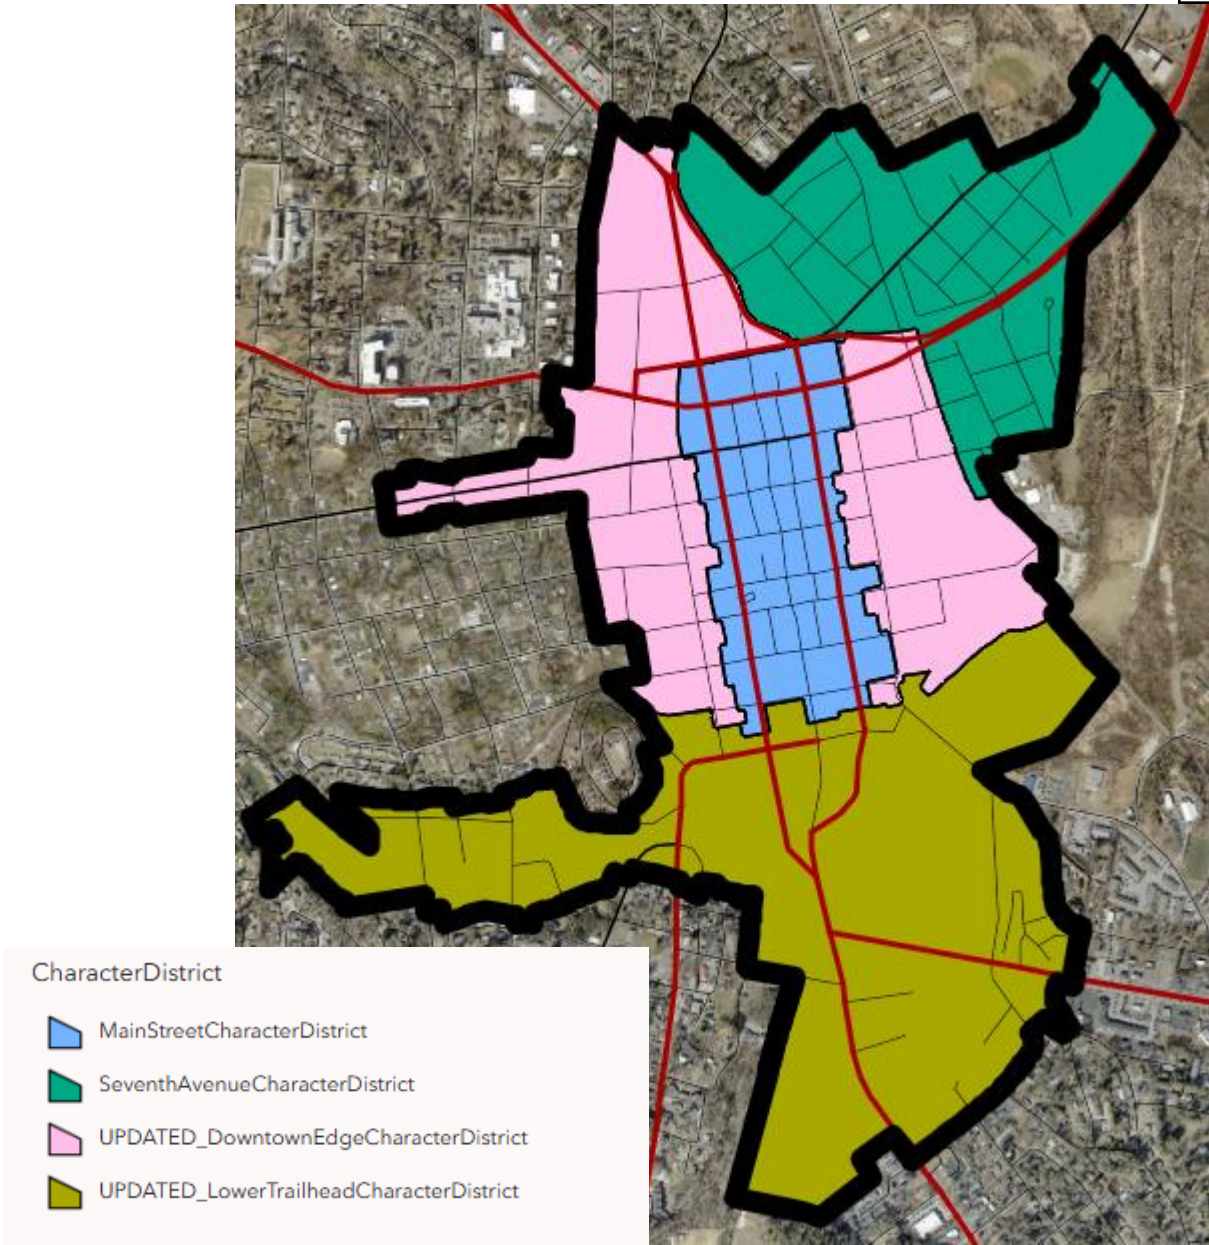 CharacterDistrict
MainStreetCharacterDistrict
SeventhAvenueCharacterDistrict
UPDATED_DowntownEdgeCharacterDistrict
UPDATED_LowerTrailheadCharacterDistrict